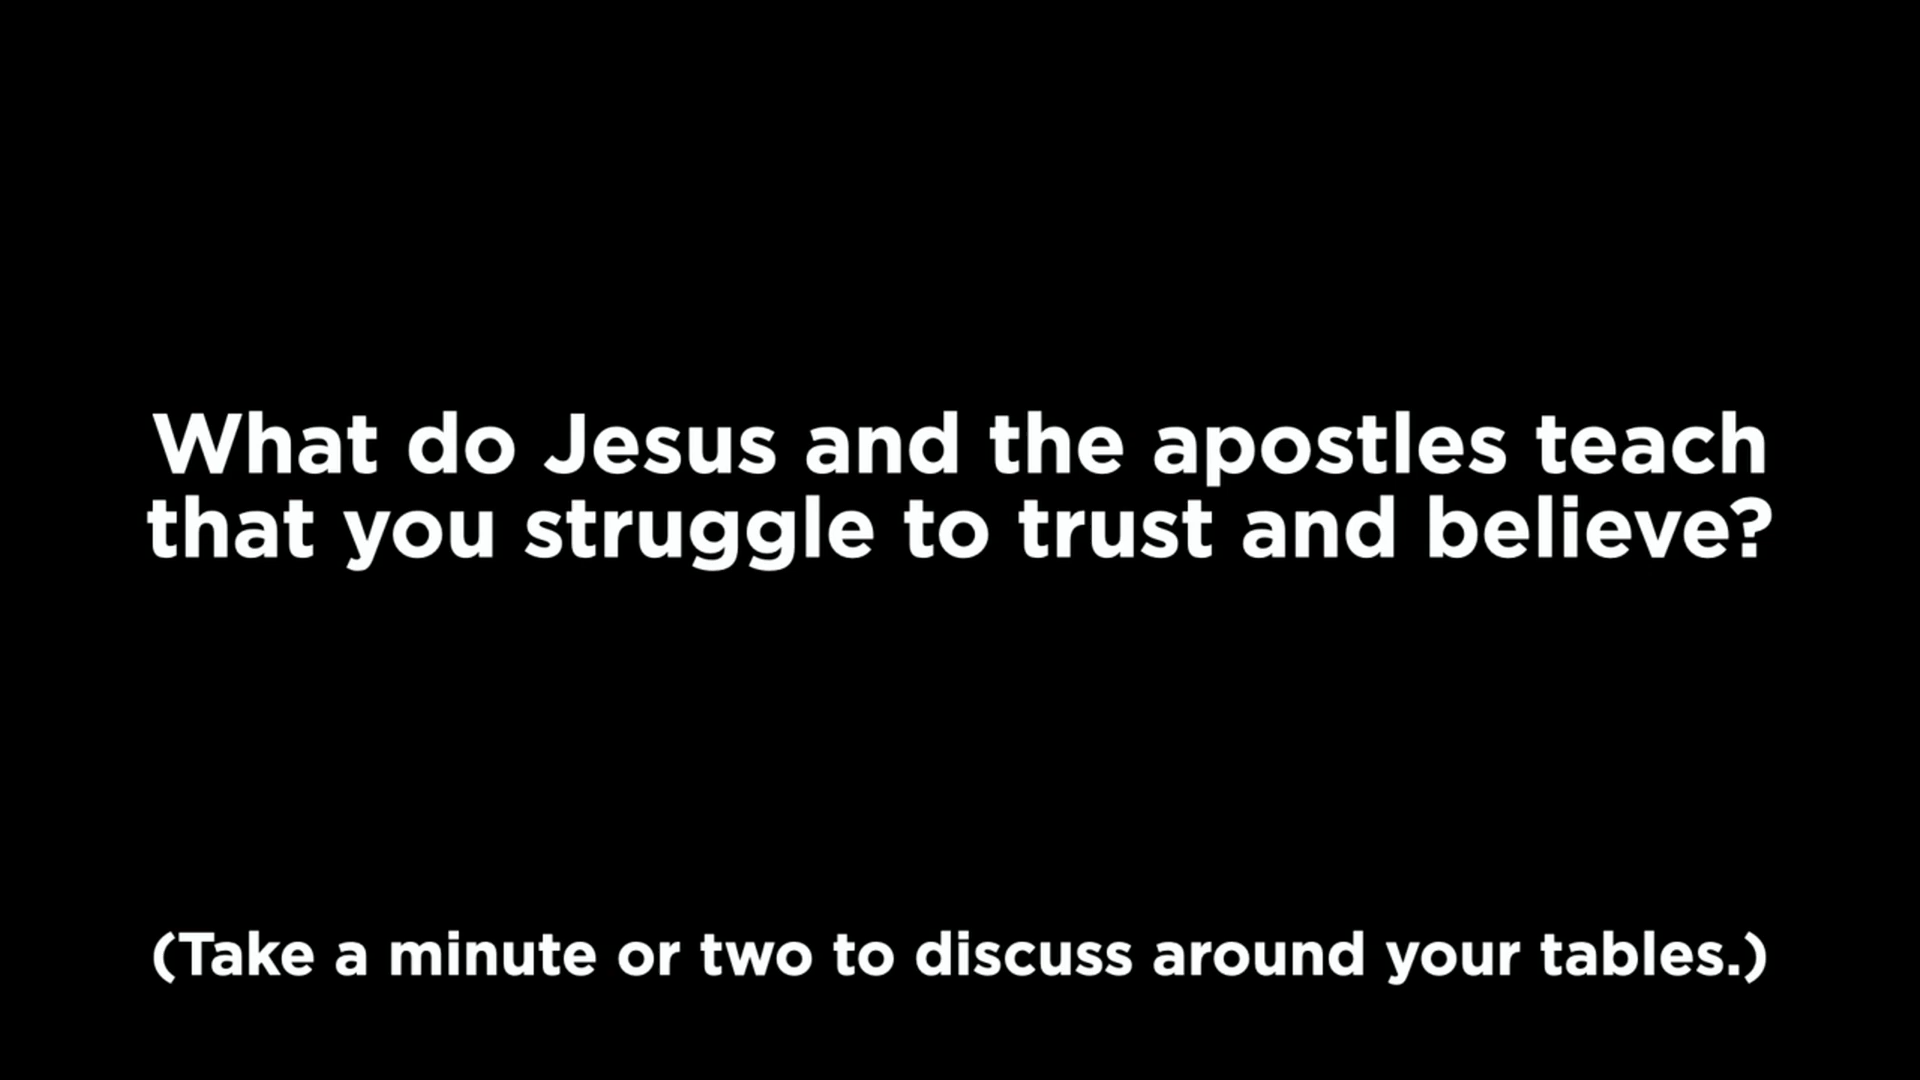 What do Jesus and the apostles teach
that you struggle to trust and believe?
(Take a minute or two to discuss around your tables.)